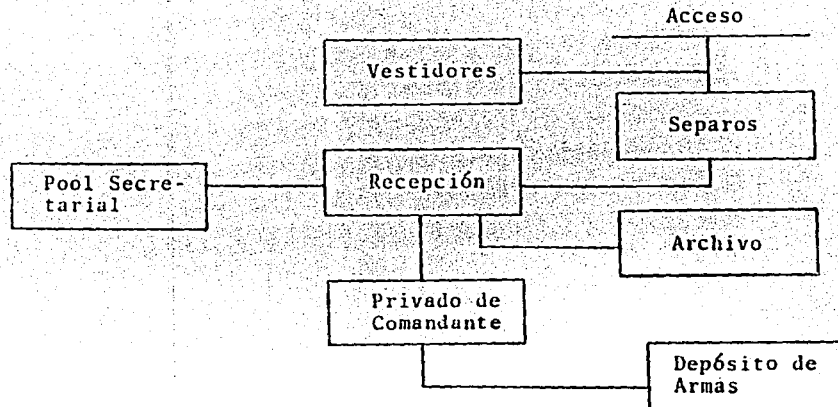 Acceso
Vestidores
Separos
Pool Secre-
tarial
Recepción
Archivo
Privado de
Comandante
Depósito de
Armas